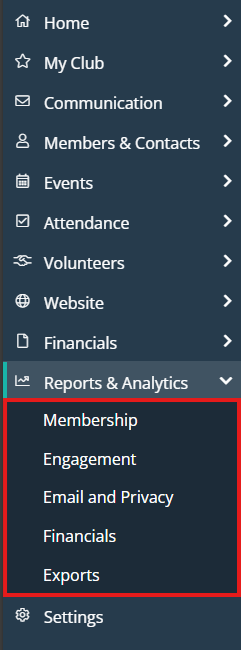 Home
My Club
Communication
Members & Contacts
Events
Attendance
Volunteers
Website
Financials
Reports & Analytics
Membership
Engagement
Email and Privacy
Financials
Exports
Settings